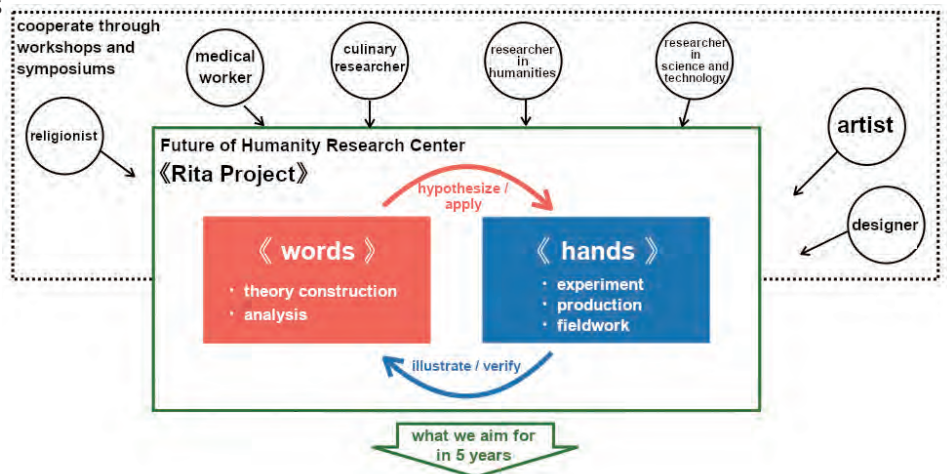 cooperate through
workshops and
symposiums
medical
worker
culinary
researcher
researcher
in
humanities
researcher
in
science and
technology
religionist
artist
designer
Future of Humanity Research Center
《Rita Project》
hypothesize /
apply
《 words 》
・ theory construction
・ analysis
《 hands 》
・ experiment
・ production
・ fieldwork
illustrate / verify
what we aim for
in 5 years